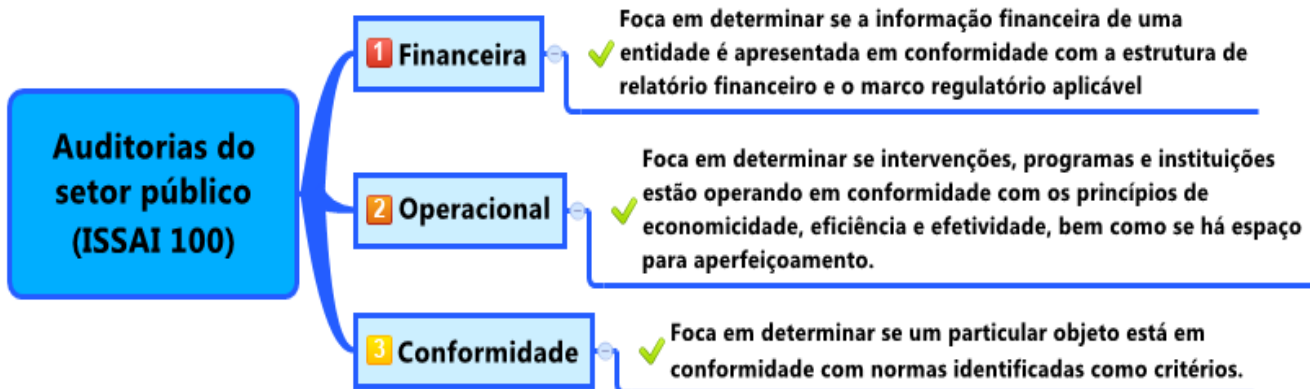 Auditorias do
setor público
(ISSAI 100)
1 Financeira
Foca em determinar se a informação financeira de uma
entidade é apresentada em conformidade com a estrutura de
relatório financeiro e o marco regulatório aplicável
2 Operacional
Foca em determinar se intervenções, programas e instituições
estão operando em conformidade com os princípios de
economicidade, eficiência e efetividade, bem como se há espaço
para aperfeiçoamento.
3 Conformidade
Foca em determinar se um particular objeto está em
conformidade com normas identificadas como critérios.